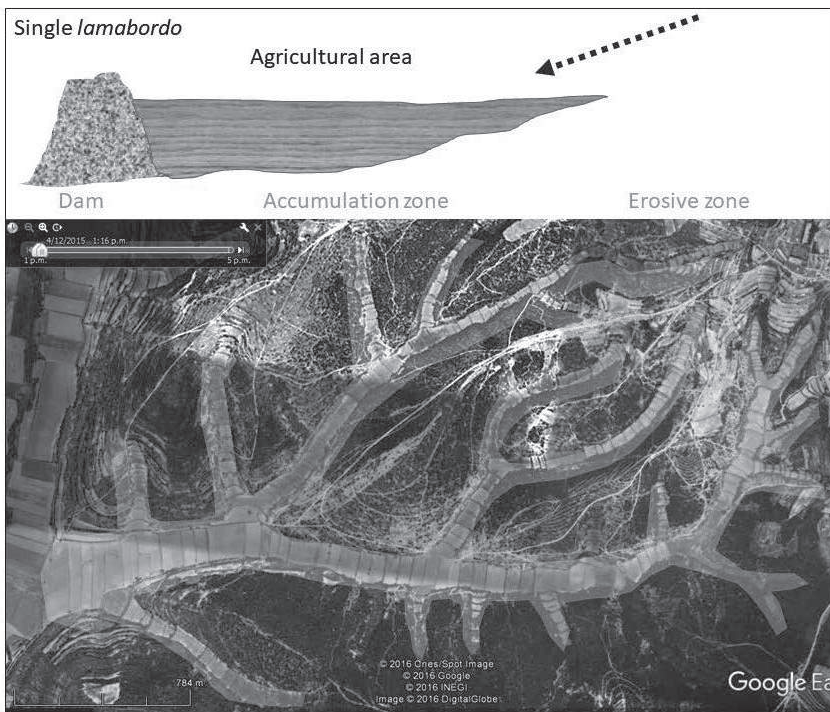 Single lamabordo
Agricultural area
Dam
Accumulation zone
Erosive zone
4/12/2015 1:16 p.m.
1 p.m.
5 p.m.
© 2016 Cnes/Spot Image
© 2016 Google
© 2016 INEGI
Image © 2016 DigitalGlobe
784 m
Google Ea